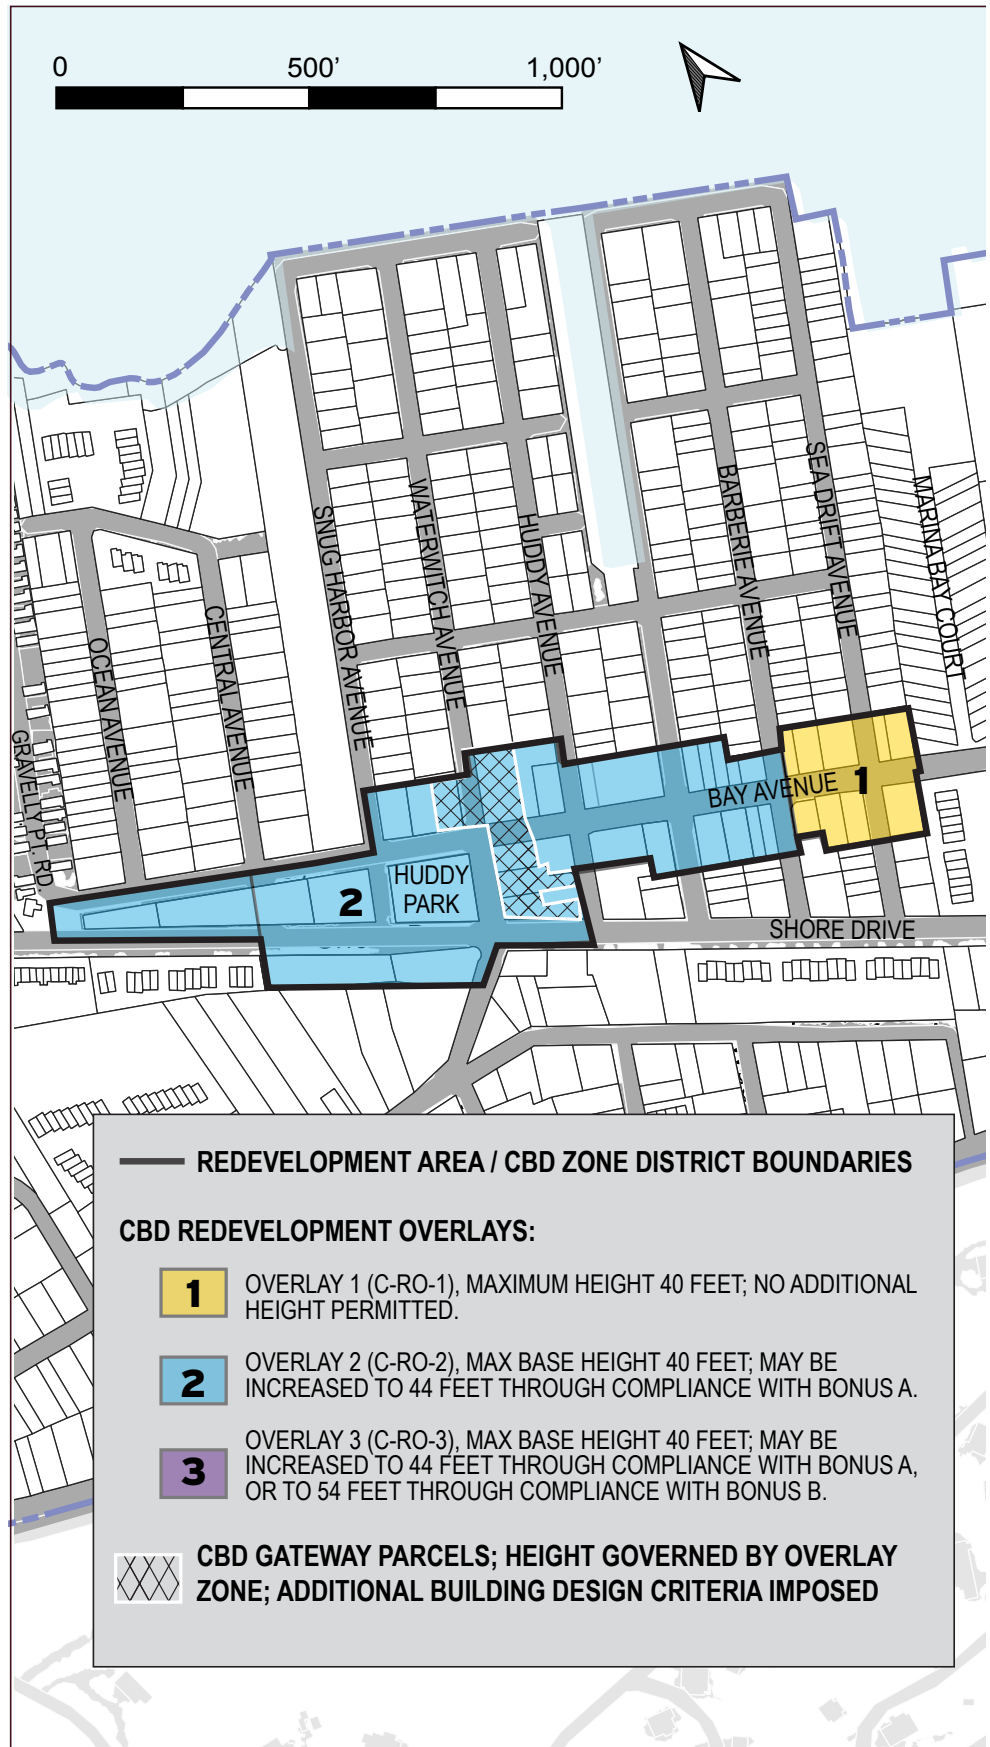 0 500’ 1,000’
SNUG HARBOR AVENUE
WATERWITCH AVENUE
HUDDY AVENUE
BARBERIE AVENUE
SEA DRIFT AVENUE
MARINA BAY COURT
OCEAN AVENUE
CENTRAL AVENUE
GRAVELLY PT. RD
BAY AVENUE
1
2
HUDDY
PARK
SHORE DRIVE
REDEVELOPMENT AREA / CBD ZONE DISTRICT BOUNDARIES
CBD REDEVELOPMENT OVERLAYS:
1
OVERLAY 1 (C-RO-1), MAXIMUM HEIGHT 40 FEET; NO ADDITIONAL
HEIGHT PERMITTED.
2
OVERLAY 2 (C-RO-2), MAX BASE HEIGHT 40 FEET; MAY BE
INCREASED TO 44 FEET THROUGH COMPLIANCE WITH BONUS A.
3
OVERLAY 3 (C-RO-3), MAX BASE HEIGHT 40 FEET; MAY BE
INCREASED TO 44 FEET THROUGH COMPLIANCE WITH BONUS A,
OR TO 54 FEET THROUGH COMPLIANCE WITH BONUS B.
CBD GATEWAY PARCELS; HEIGHT GOVERNED BY OVERLAY
ZONE; ADDITIONAL BUILDING DESIGN CRITERIA IMPOSED